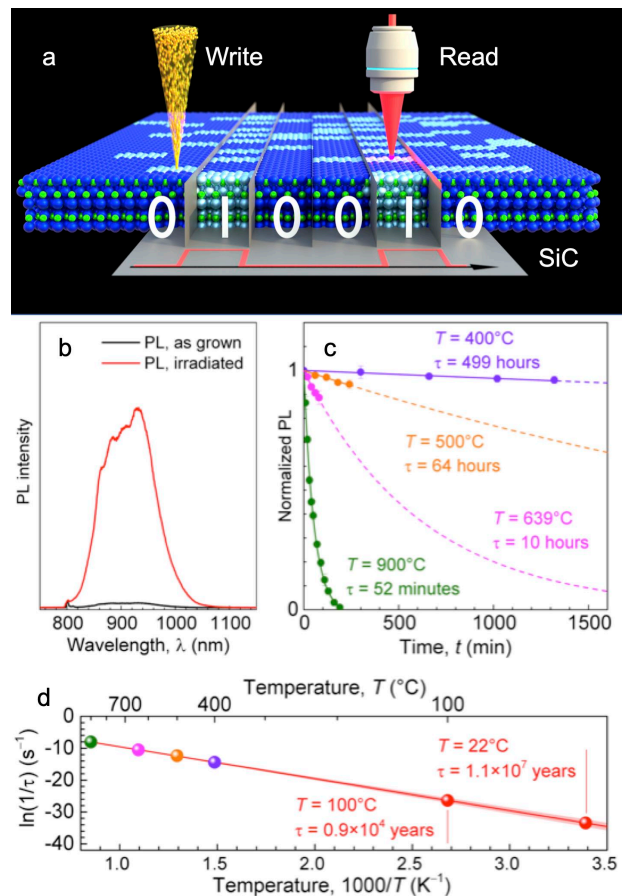 a
Write
Read
0 1 0 0 1 0
SiC
b
PL, as grown
PL, irradiated
PL intensity
800 900 1000 1100
Wavelength, λ (nm)
c
T = 400°C
τ = 499 hours
T = 500°C
τ = 64 hours
T = 639°C
τ = 10 hours
T = 900°C
τ = 52 minutes
Normalized PL
1
0
0 500 1000 1500
Time, t (min)
d
Temperature, T (°C)
700 400 100
ln(1/τ) (s⁻¹)
0
-10
-20
-30
-40
T = 22°C
τ = 1.1×10⁷ years
T = 100°C
τ = 0.9×10⁴ years
1.0 1.5 2.0 2.5 3.0 3.5
Temperature, 1000/T (K⁻¹)